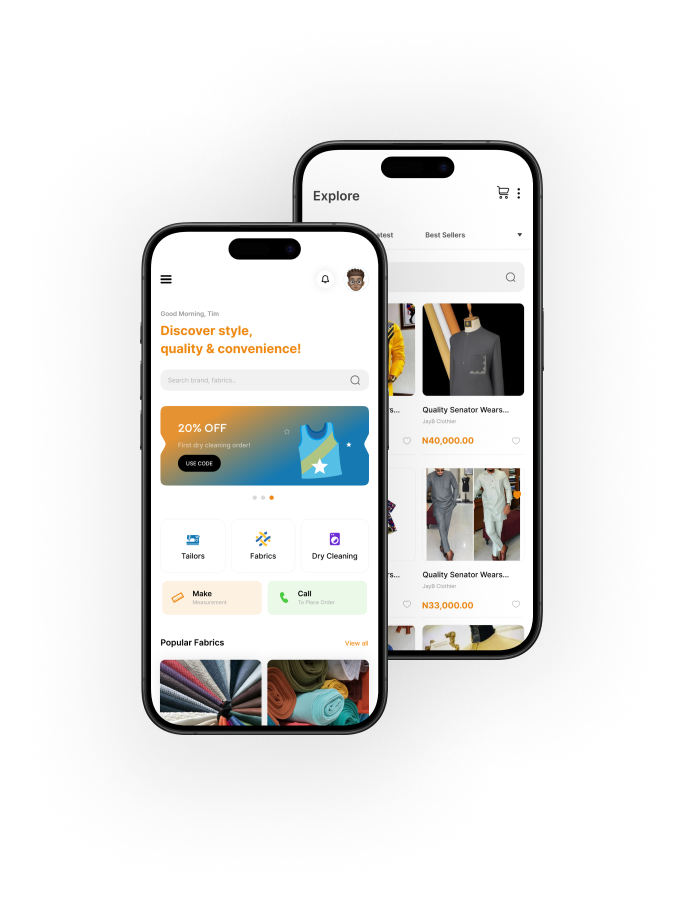 Explore
atest
Best Sellers
Good Morning, Tim
Discover style,
quality & convenience!
Search brand, fabrics..
20% OFF
First dry cleaning order!
USE CODE
Tailors
Fabrics
Dry Cleaning
Make
Measurement
Call
To Place Order
Popular Fabrics
View all
rs...
Quality Senator Wears...
JayB Clothier
N40,000.00
rs...
Quality Senator Wears...
JayB Clothier
N33,000.00